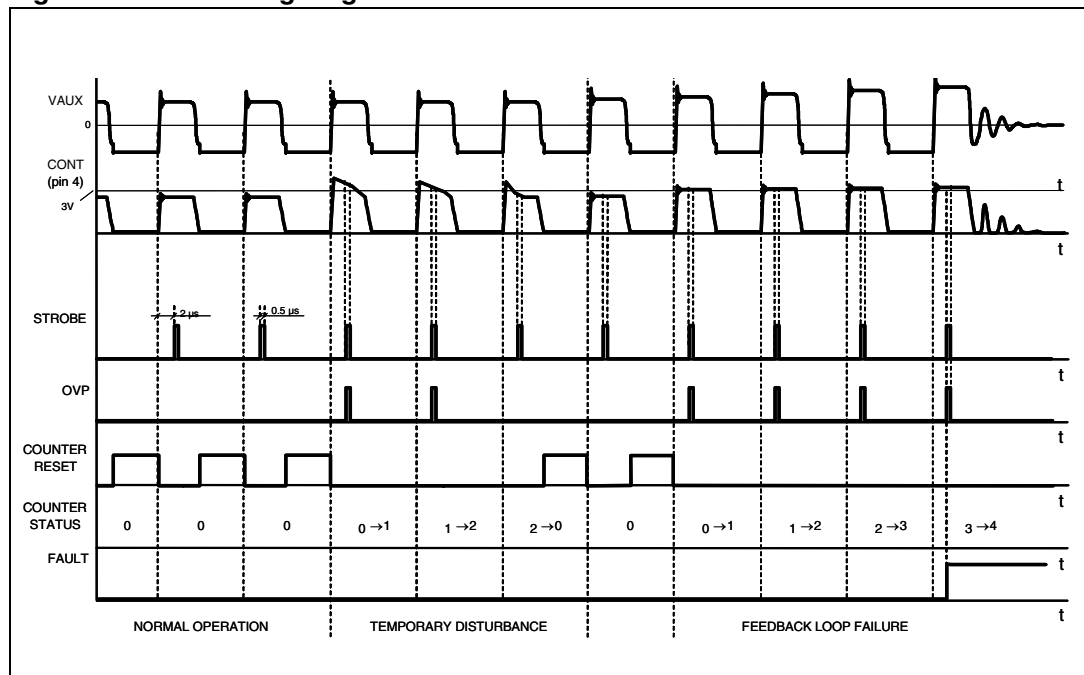 VAUX
0
CONT
(pin 4)
3V
t
t
STROBE
2 µs
0.5 µs
t
OVP
t
COUNTER
RESET
t
COUNTER
STATUS
0 0 0 0→1 1→2 2→0 0 0→1 1→2 2→3 3→4
FAULT
t
t
NORMAL OPERATION TEMPORARY DISTURBANCE FEEDBACK LOOP FAILURE